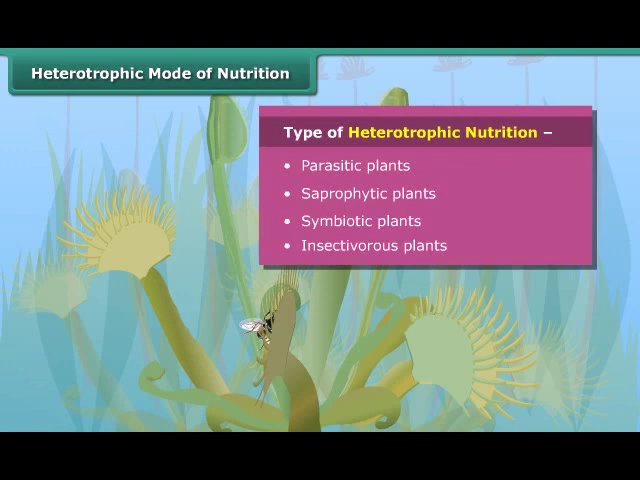 Heterotrophic Mode of Nutrition
Type of Heterotrophic Nutrition –
• Parasitic plants
• Saprophytic plants
• Symbiotic plants
• Insectivorous plants